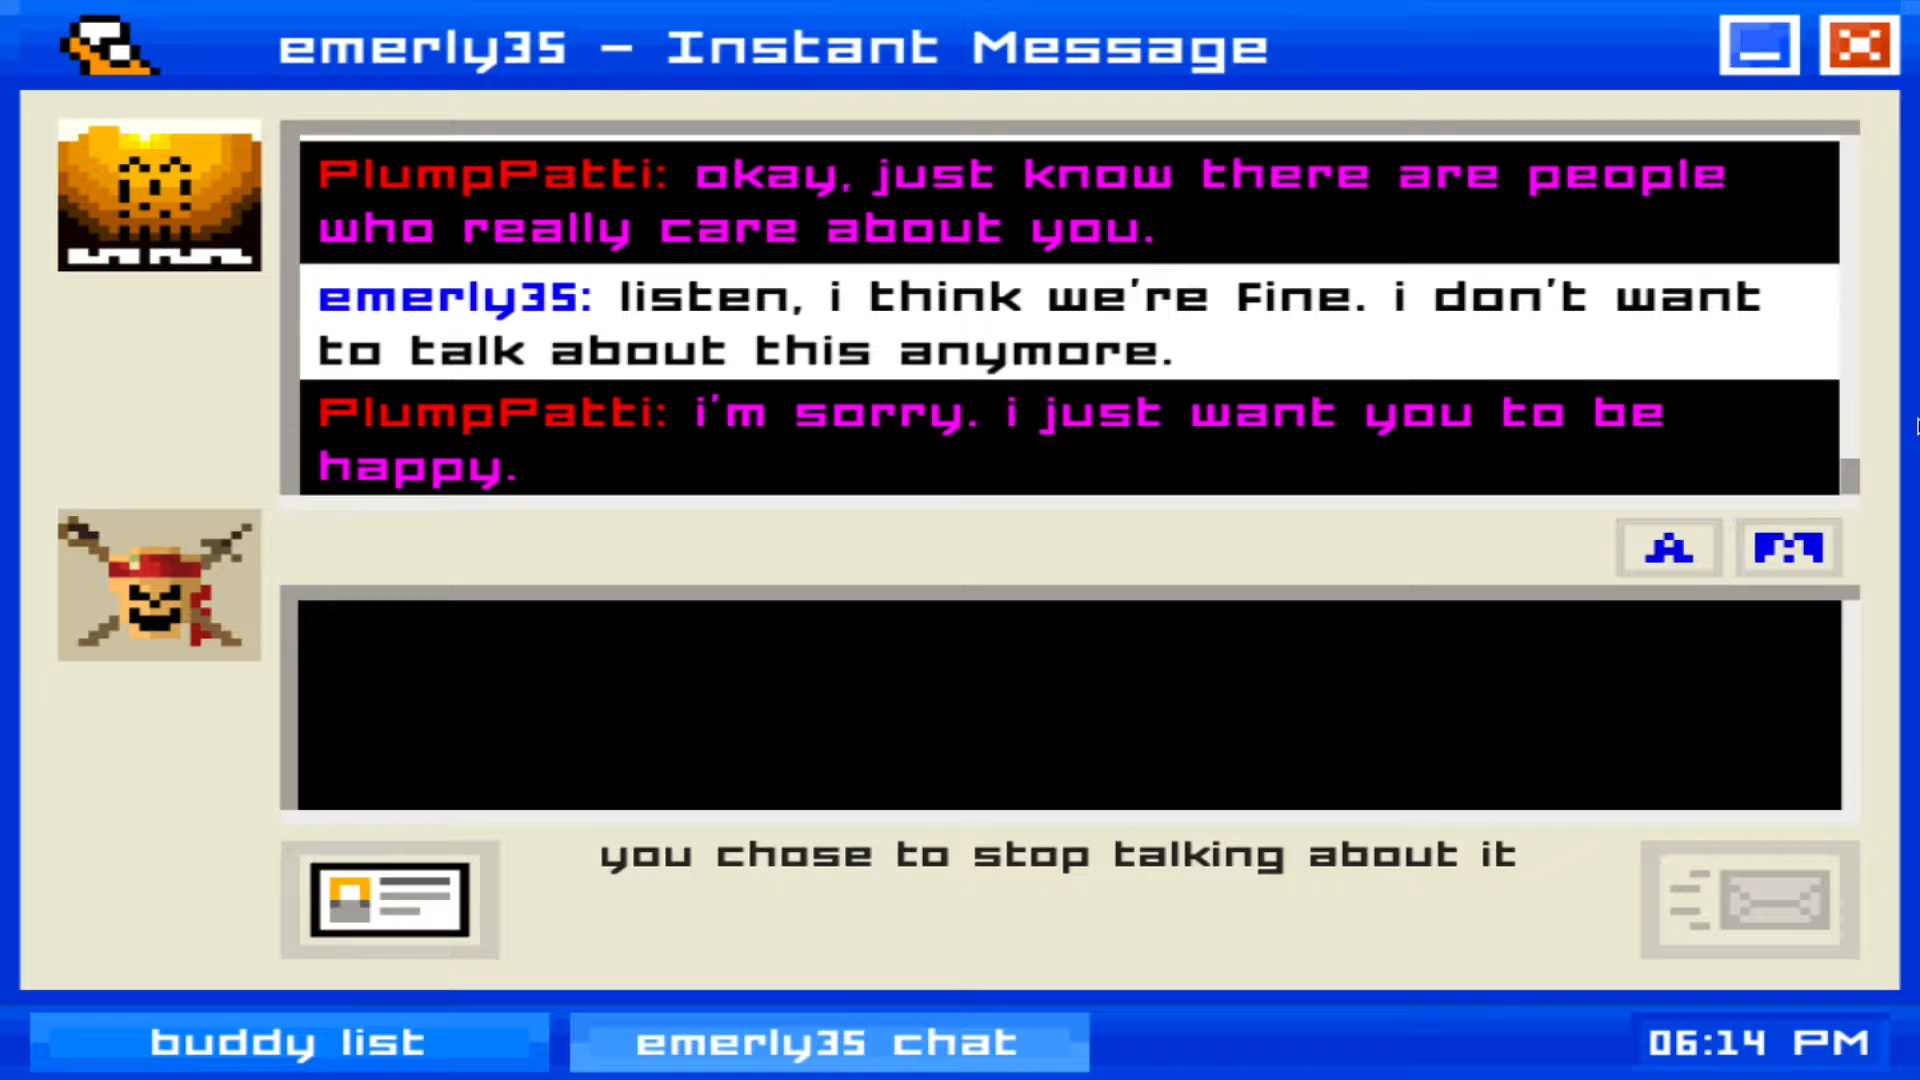 emerly35 - Instant Message
PlumpPatti: okay, just know there are people
who really care about you.
emerly35: listen, i think we're fine. i don't want
to talk about this anymore.
PlumpPatti: i'm sorry. i just want you to be
happy.
A
you chose to stop talking about it
buddy list
emerly35 chat
06:14 PM